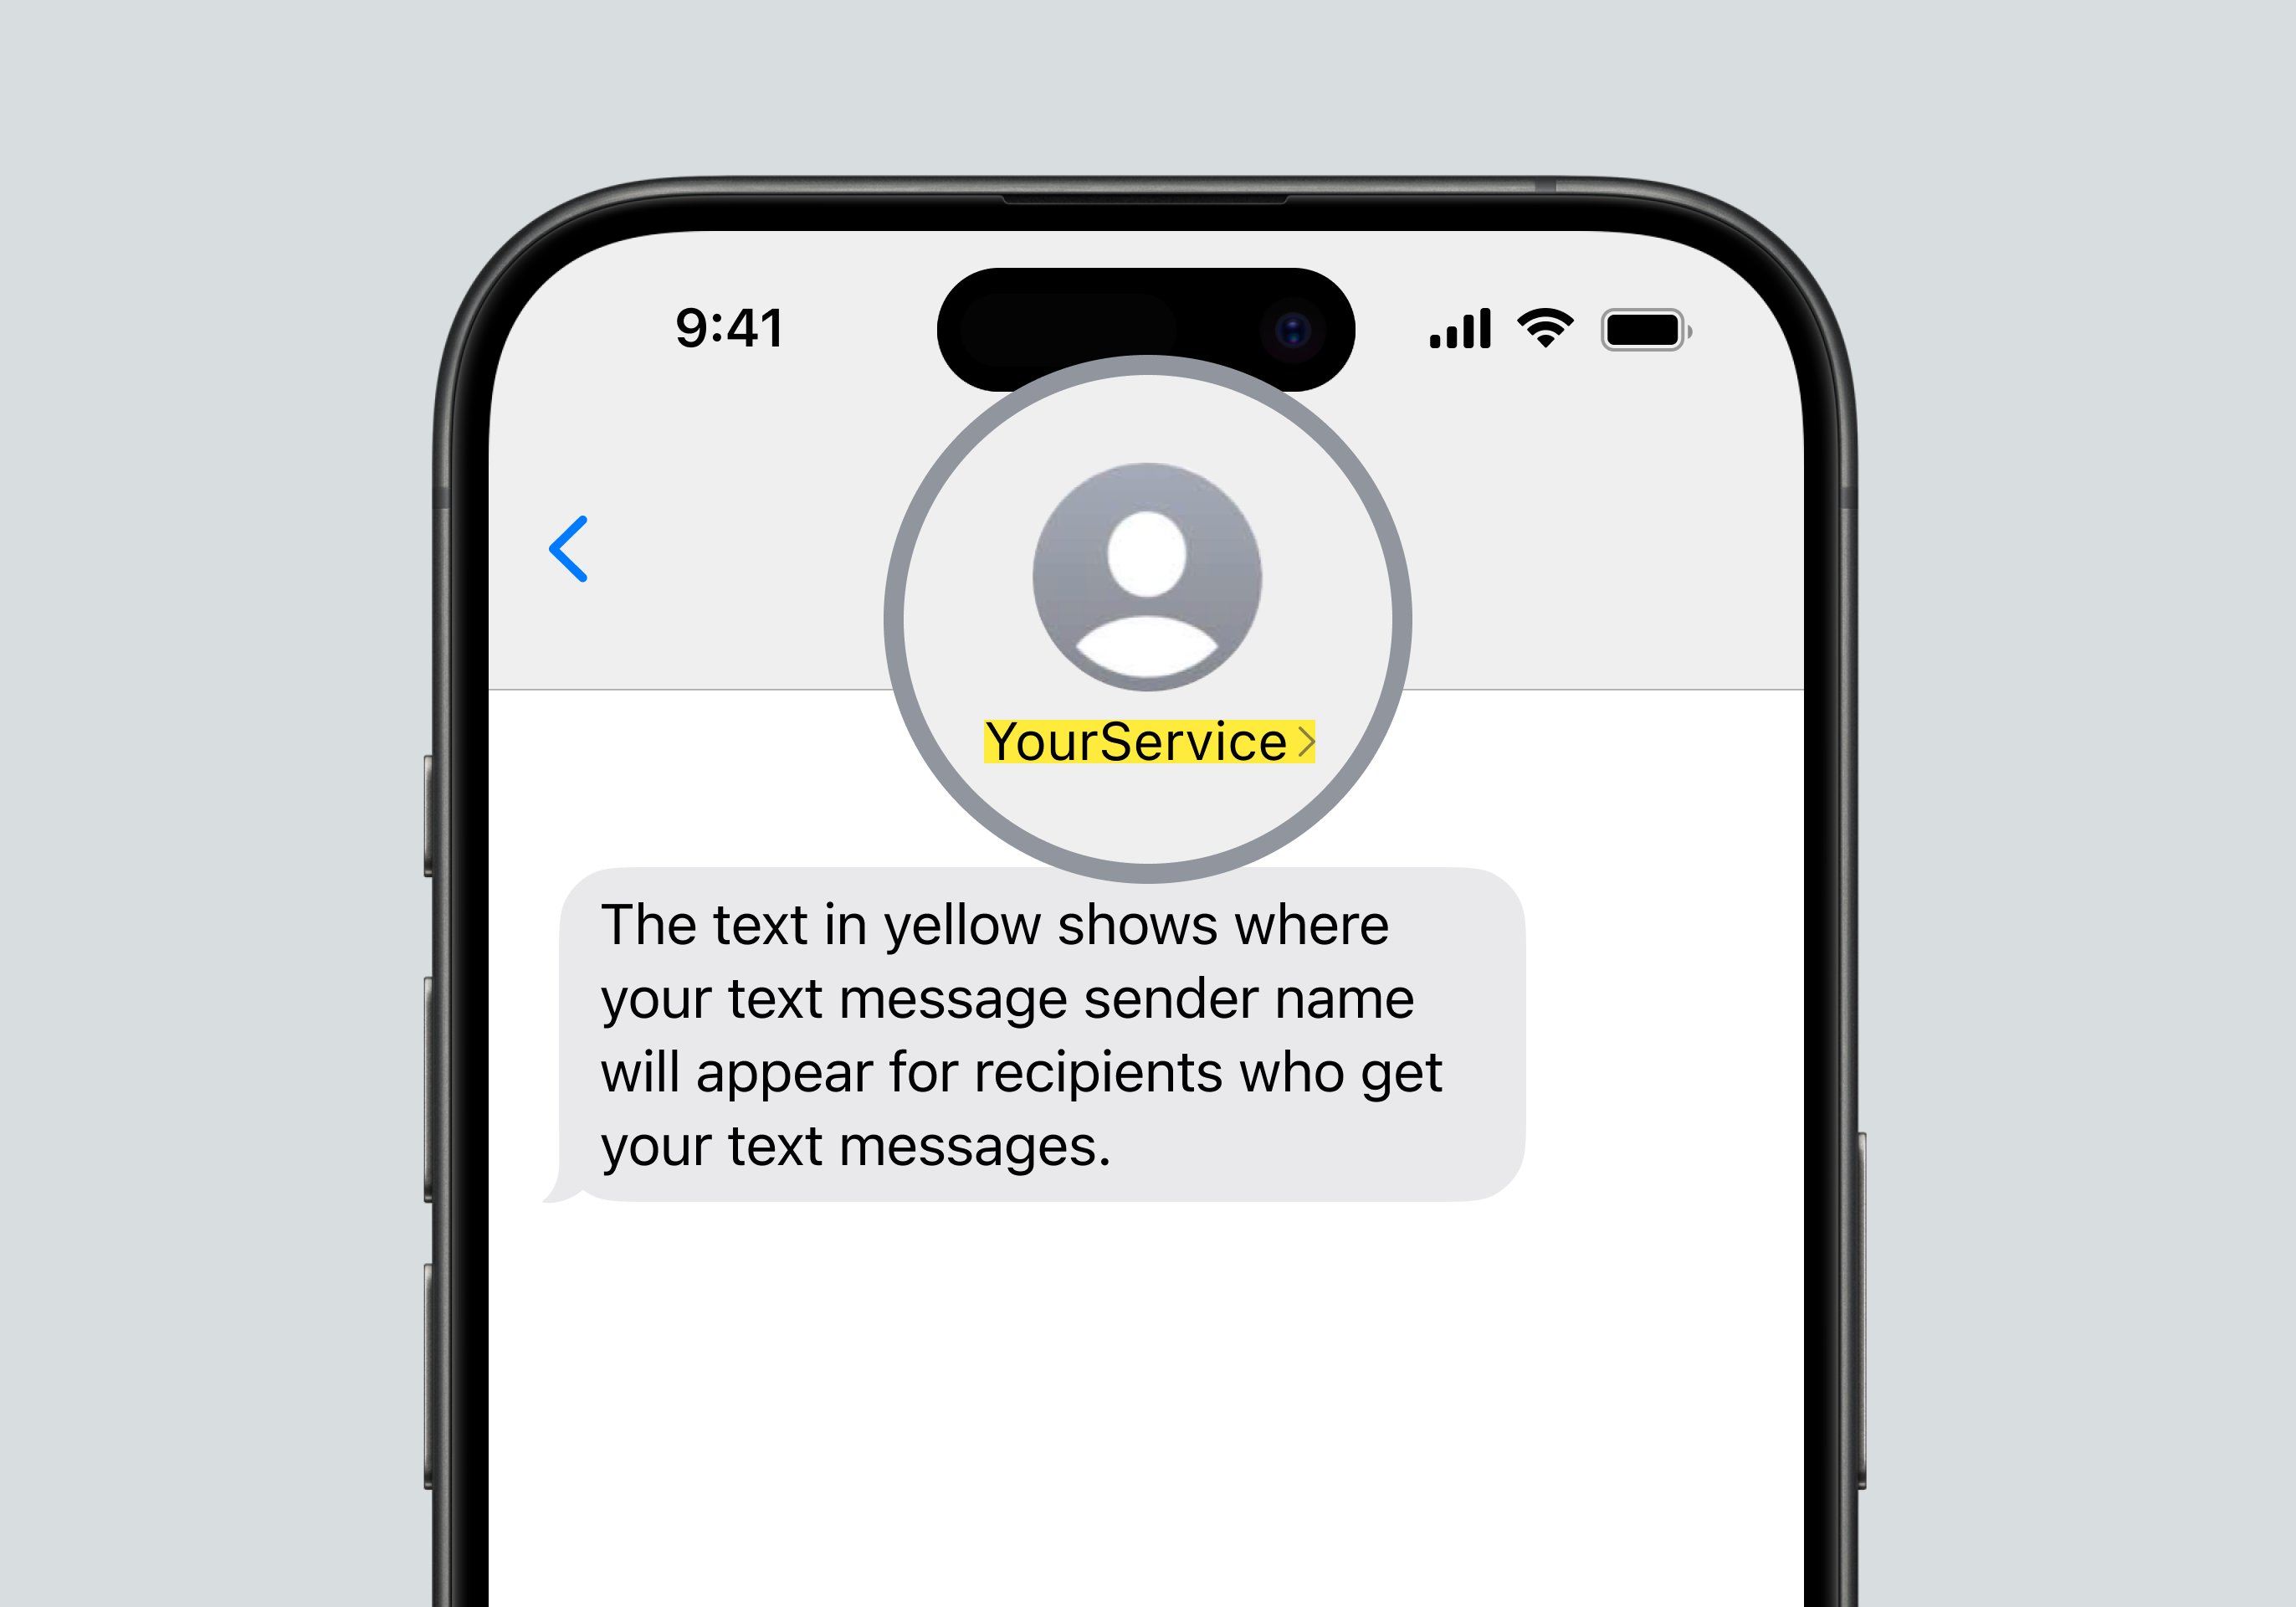 9:41
YourService
The text in yellow shows where
your text message sender name
will appear for recipients who get
your text messages.